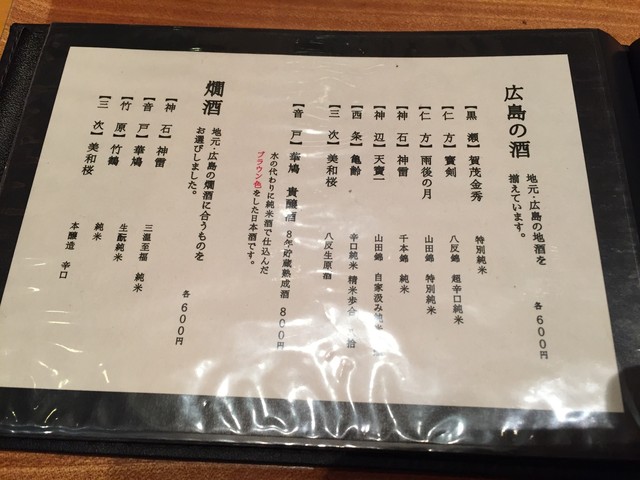 広島の酒
地元・広島の地酒を
揃えています。
各６００円
【黒 瀬】賀茂金秀 特別純米
【仁 方】寶剣 八反錦 超辛口純米
【仁 方】雨後の月 山田錦 特別純米
【神 石】神雷 千本錦 純米
【神 辺】天寶一 山田錦 自家汲み純米
【西 条】亀齢 辛口純米 精米歩合
【三 次】美和桜 八反生原酒
【音 戸】華鳩 貴醸酒 ８年貯蔵熟成酒 ８００円
水の代わりに純米酒で仕込んだ
ブラウン色をした日本酒です。
燗酒
地元・広島の燗酒に合うものを
お選びしました。
各６００円
【神 石】神雷
【音 戸】華鳩 三温至福 純米
【竹 原】竹鶴 生酛純米
【三 次】美和桜 純米
本醸造 辛口